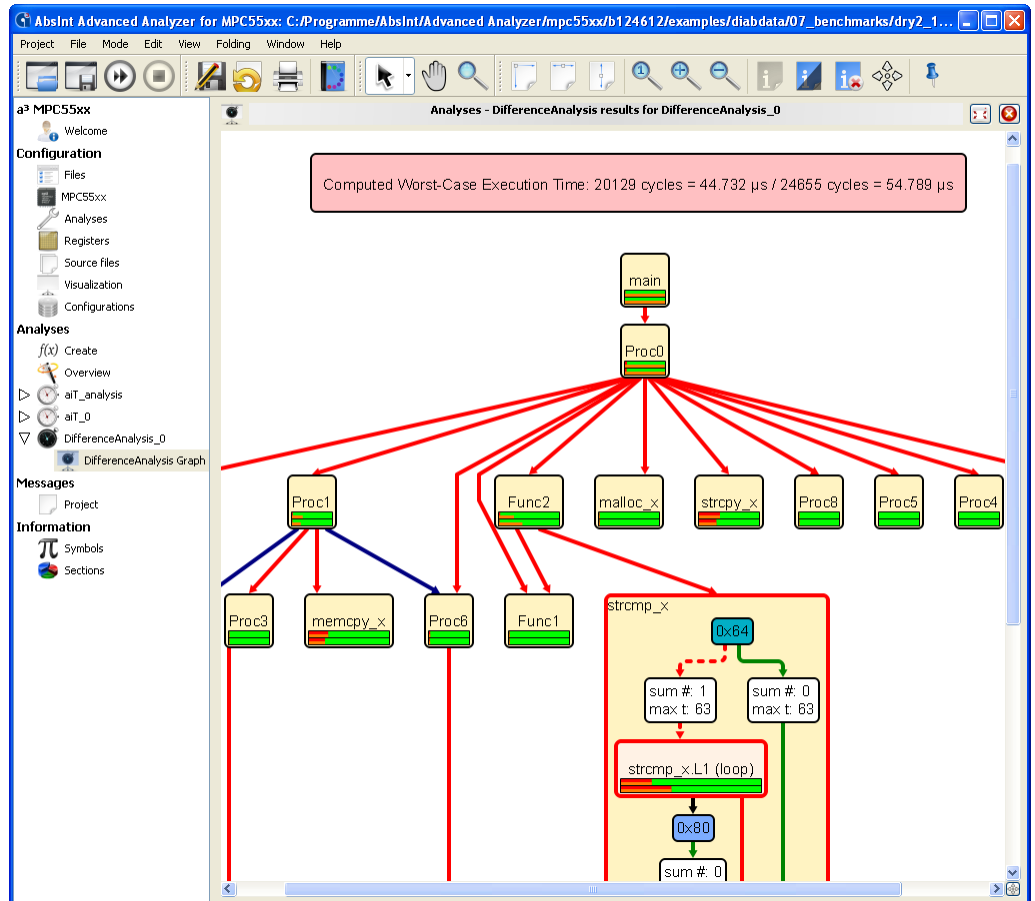 AbsInt Advanced Analyzer for MPC55xx: C:/Programme/AbsInt/Advanced Analyzer/mpc55xx/b124612/examples/diabdata/07_benchmarks/dry2_1...
Project File Mode Edit View Folding Window Help
1
a³ MPC55xx
Welcome
Configuration
Files
MPC55xx
Analyses
Registers
Source files
Visualization
Configurations
Analyses
f(x) Create
Overview
aiT_analysis
aiT_0
DifferenceAnalysis_0
DifferenceAnalysis Graph
Messages
Project
Information
Symbols
Sections
Analyses - DifferenceAnalysis results for DifferenceAnalysis_0
Computed Worst-Case Execution Time: 20129 cycles = 44.732 µs / 24655 cycles = 54.789 µs
main
Proc0
Proc1 Func2 malloc_x strcpy_x Proc8 Proc5 Proc4
Proc3 memcpy_x Proc6 Func1
strcmp_x
0x64
sum #: 1
max t: 63
sum #: 0
max t: 63
strcmp_x.L1 (loop)
0x80
sum #: 0